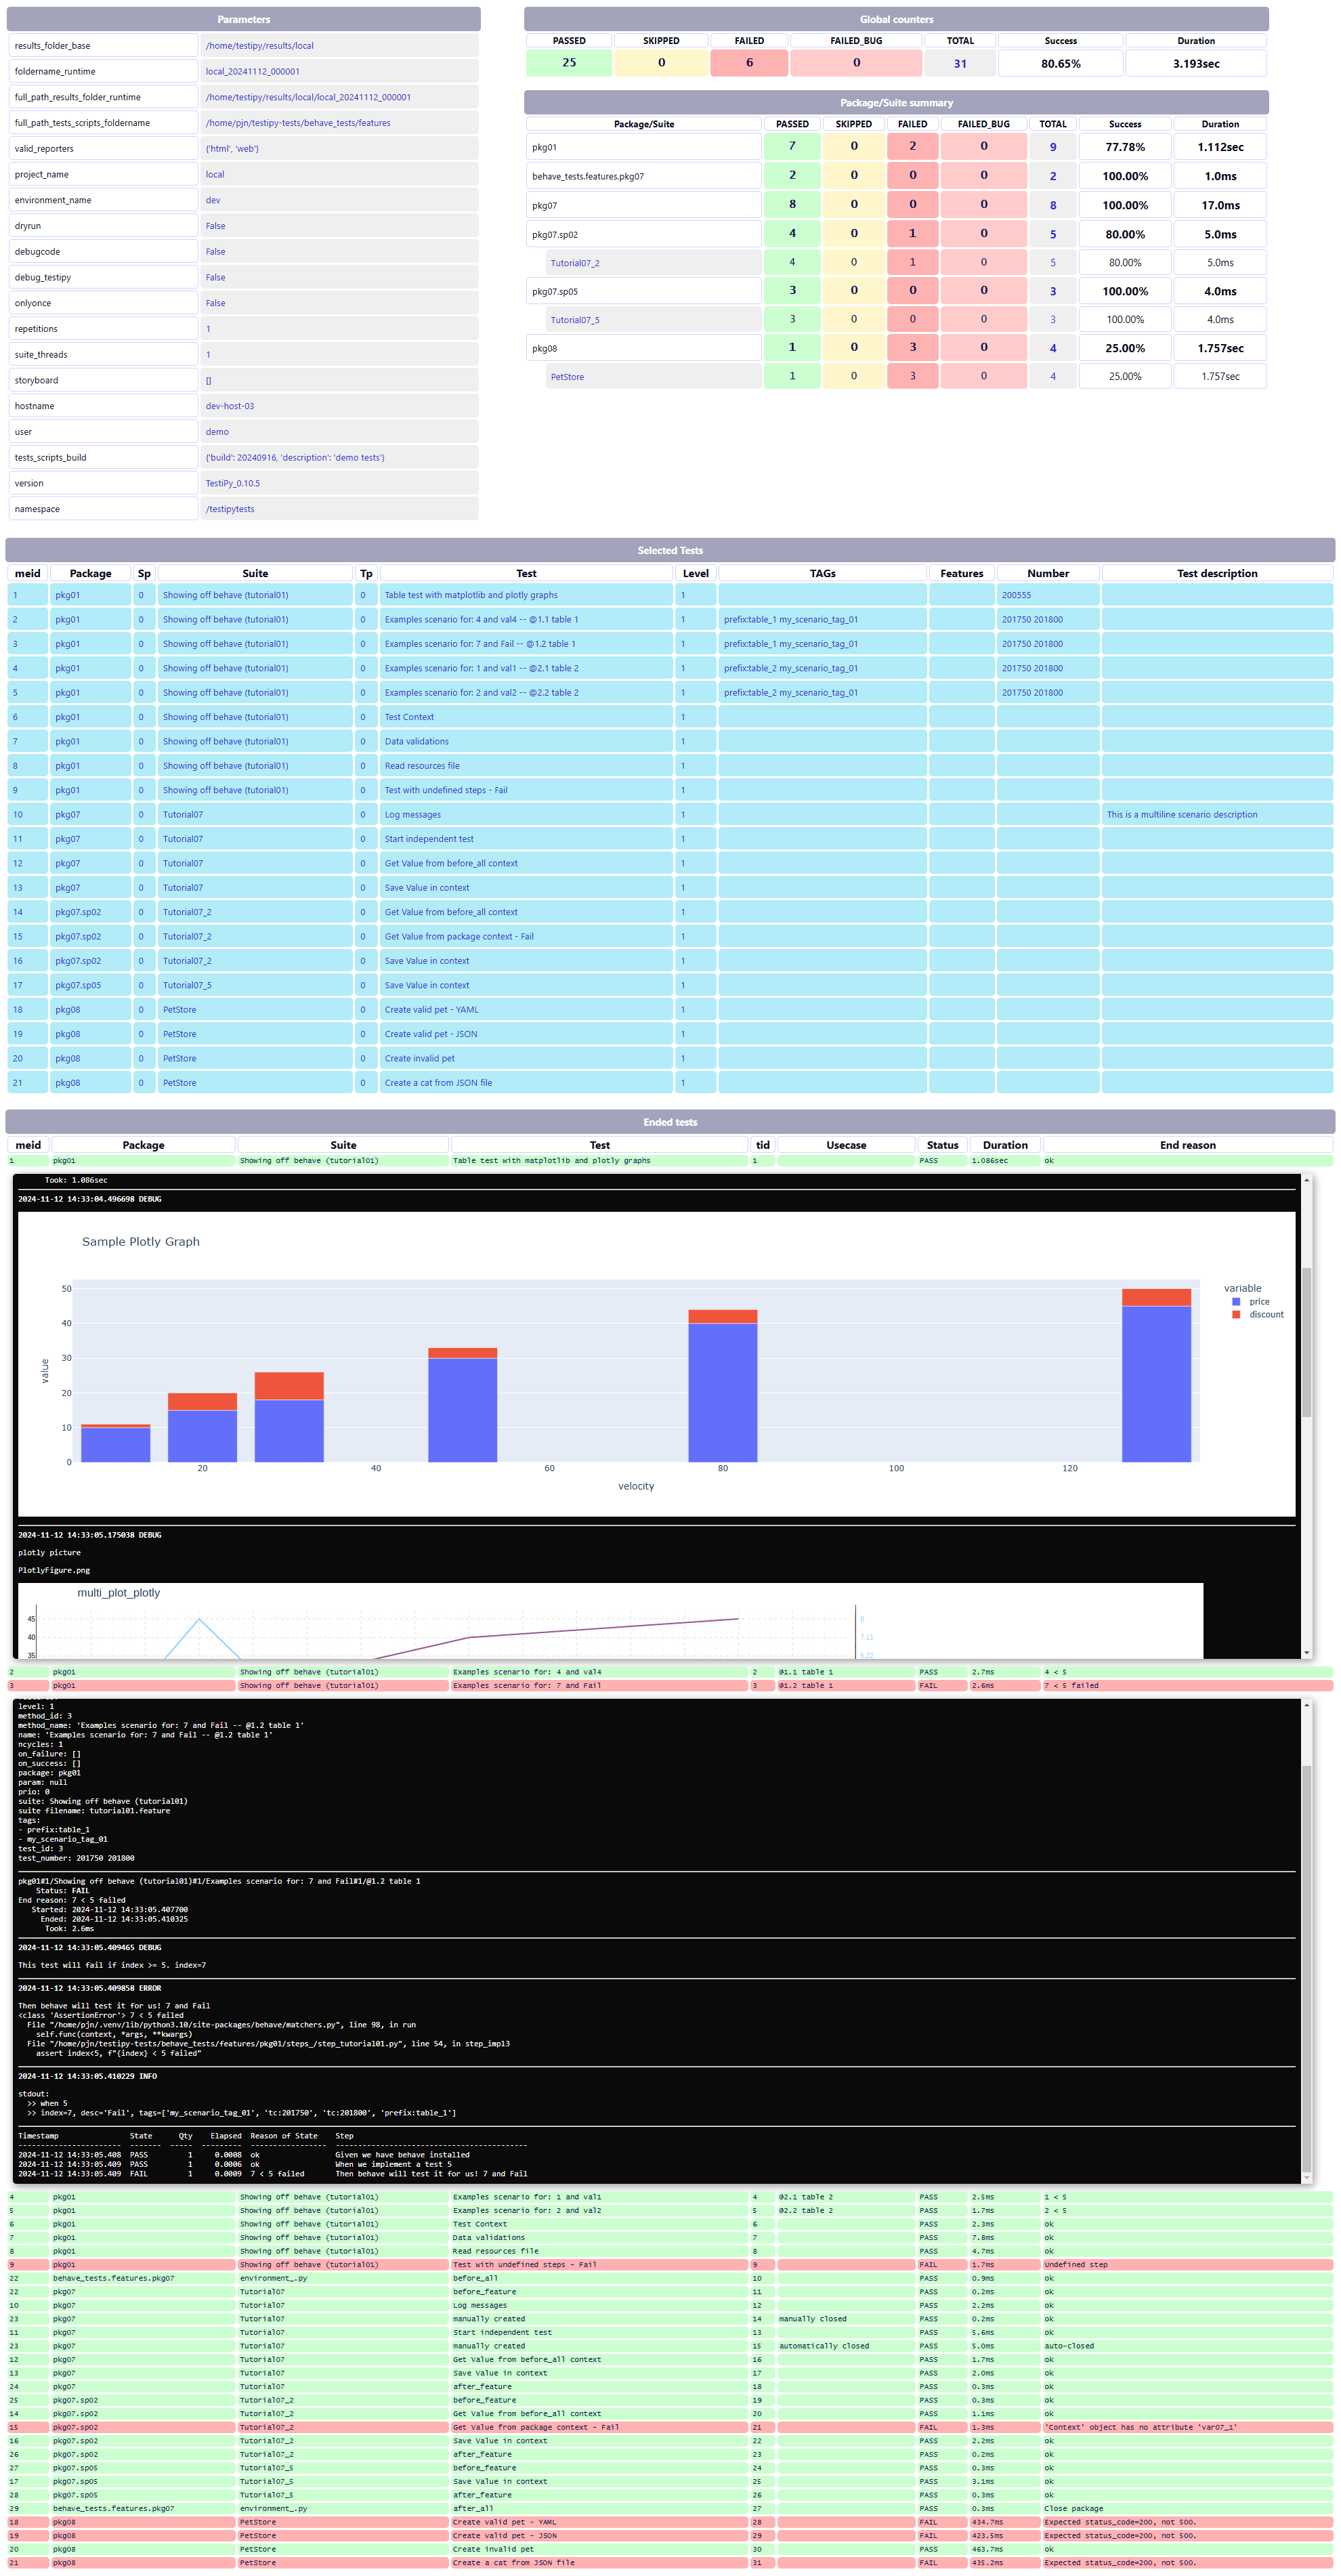 Parameters
results_folder_base /home/testipy/results/local
foldername_runtime local_20241112_000001
full_path_results_folder_runtime /home/testipy/results/local/local_20241112_000001
full_path_tests_scripts_foldername /home/pjn/testipy-tests/behave_tests/features
valid_reporters {'html', 'web'}
project_name local
environment_name dev
dryrun False
debugcode False
debug_testipy False
onlyonce False
repetitions 1
suite_threads 1
storyboard []
hostname dev-host-03
user demo
tests_scripts_build {'build': 20240916, 'description': 'demo tests'}
version TestiPy_0.10.5
namespace /testipytests
Global counters
PASSED SKIPPED FAILED FAILED_BUG TOTAL Success Duration
25 0 6 0 31 80.65% 3.193sec
Package/Suite summary
Package/Suite PASSED SKIPPED FAILED FAILED_BUG TOTAL Success Duration
pkg01 7 0 2 0 9 77.78% 1.112sec
behave_tests.features.pkg07 2 0 0 0 2 100.00% 1.0ms
pkg07 8 0 0 0 8 100.00% 17.0ms
pkg07.sp02 4 0 1 0 5 80.00% 5.0ms
Tutorial07_2 4 0 1 0 5 80.00% 5.0ms
pkg07.sp05 3 0 0 0 3 100.00% 4.0ms
Tutorial07_5 3 0 0 0 3 100.00% 4.0ms
pkg08 1 0 3 0 4 25.00% 1.757sec
PetStore 1 0 3 0 4 25.00% 1.757sec
Selected Tests
meid Package Sp Suite Tp Test Level TAGs Features Number Test description
1 pkg01 0 Showing off behave (tutorial01) 0 Table test with matplotlib and plotly graphs 1 200555
2 pkg01 0 Showing off behave (tutorial01) 0 Examples scenario for: 4 and val4 -- @1.1 table 1 1 prefix:table_1 my_scenario_tag_01 201750 201800
3 pkg01 0 Showing off behave (tutorial01) 0 Examples scenario for: 7 and Fail -- @1.2 table 1 1 prefix:table_1 my_scenario_tag_01 201750 201800
4 pkg01 0 Showing off behave (tutorial01) 0 Examples scenario for: 1 and val1 -- @2.1 table 2 1 prefix:table_2 my_scenario_tag_01 201750 201800
5 pkg01 0 Showing off behave (tutorial01) 0 Examples scenario for: 2 and val2 -- @2.2 table 2 1 prefix:table_2 my_scenario_tag_01 201750 201800
6 pkg01 0 Showing off behave (tutorial01) 0 Test Context 1
7 pkg01 0 Showing off behave (tutorial01) 0 Data validations 1
8 pkg01 0 Showing off behave (tutorial01) 0 Read resources file 1
9 pkg01 0 Showing off behave (tutorial01) 0 Test with undefined steps - Fail 1
10 pkg07 0 Tutorial07 0 Log messages 1 This is a multiline scenario description
11 pkg07 0 Tutorial07 0 Start independent test 1
12 pkg07 0 Tutorial07 0 Get Value from before_all context 1
13 pkg07 0 Tutorial07 0 Save Value in context 1
14 pkg07.sp02 0 Tutorial07_2 0 Get Value from before_all context 1
15 pkg07.sp02 0 Tutorial07_2 0 Get Value from package context - Fail 1
16 pkg07.sp02 0 Tutorial07_2 0 Save Value in context 1
17 pkg07.sp05 0 Tutorial07_5 0 Save Value in context 1
18 pkg08 0 PetStore 0 Create valid pet - YAML 1
19 pkg08 0 PetStore 0 Create valid pet - JSON 1
20 pkg08 0 PetStore 0 Create invalid pet 1
21 pkg08 0 PetStore 0 Create a cat from JSON file 1
Ended tests
meid Package Suite Test tid Usecase Status Duration End reason
1 pkg01 Showing off behave (tutorial01) Table test with matplotlib and plotly graphs 1 PASS 1.086sec ok
Took: 1.086sec
2024-11-12 14:33:04.496698 DEBUG
Sample Plotly Graph
50
40
30
20
10
0
value
20 40 60 80 100 120
velocity
variable
price
discount
2024-11-12 14:33:05.175038 DEBUG
plotly picture
PlotlyFigure.png
multi_plot_plotly
45 8
40 7.11
35 6.22
2 pkg01 Showing off behave (tutorial01) Examples scenario for: 4 and val4 2 @1.1 table 1 PASS 2.7ms 4 < 5
3 pkg01 Showing off behave (tutorial01) Examples scenario for: 7 and Fail 3 @1.2 table 1 FAIL 2.6ms 7 < 5 failed
level: 1
method_id: 3
method_name: 'Examples scenario for: 7 and Fail -- @1.2 table 1'
name: 'Examples scenario for: 7 and Fail -- @1.2 table 1'
ncycles: 1
on_failure: []
on_success: []
package: pkg01
param: null
prio: 0
suite: Showing off behave (tutorial01)
suite filename: tutorial01.feature
tags:
- prefix:table_1
- my_scenario_tag_01
test_id: 3
test_number: 201750 201800
pkg01#1/Showing off behave (tutorial01)#1/Examples scenario for: 7 and Fail#1/@1.2 table 1
Status: FAIL
End reason: 7 < 5 failed
Started: 2024-11-12 14:33:05.407700
Ended: 2024-11-12 14:33:05.410325
Took: 2.6ms
2024-11-12 14:33:05.409465 DEBUG
This test will fail if index >= 5. index=7
2024-11-12 14:33:05.409858 ERROR
Then behave will test it for us! 7 and Fail
<class 'AssertionError'> 7 < 5 failed
File "/home/pjn/.venv/lib/python3.10/site-packages/behave/matchers.py", line 98, in run
self.func(context, *args, **kwargs)
File "/home/pjn/testipy-tests/behave_tests/features/pkg01/steps_/step_tutorial01.py", line 54, in step_impl3
assert index<5, f"{index} < 5 failed"
2024-11-12 14:33:05.410229 INFO
stdout:
>> when 5
>> index=7, desc='Fail', tags=['my_scenario_tag_01', 'tc:201750', 'tc:201800', 'prefix:table_1']
Timestamp State Qty Elapsed Reason of State Step
----------------------- ------- ----- --------- ----------------- -------------------------------------------
2024-11-12 14:33:05.408 PASS 1 0.0008 ok Given we have behave installed
2024-11-12 14:33:05.409 PASS 1 0.0006 ok When we implement a test 5
2024-11-12 14:33:05.409 FAIL 1 0.0009 7 < 5 failed Then behave will test it for us! 7 and Fail
4 pkg01 Showing off behave (tutorial01) Examples scenario for: 1 and val1 4 @2.1 table 2 PASS 2.5ms 1 < 5
5 pkg01 Showing off behave (tutorial01) Examples scenario for: 2 and val2 5 @2.2 table 2 PASS 1.7ms 2 < 5
6 pkg01 Showing off behave (tutorial01) Test Context 6 PASS 2.3ms ok
7 pkg01 Showing off behave (tutorial01) Data validations 7 PASS 7.8ms ok
8 pkg01 Showing off behave (tutorial01) Read resources file 8 PASS 4.7ms ok
9 pkg01 Showing off behave (tutorial01) Test with undefined steps - Fail 9 FAIL 1.7ms Undefined step
22 behave_tests.features.pkg07 environment_.py before_all 10 PASS 0.9ms ok
22 pkg07 Tutorial07 before_feature 11 PASS 0.2ms ok
10 pkg07 Tutorial07 Log messages 12 PASS 2.2ms ok
23 pkg07 Tutorial07 manually created 14 manually closed PASS 0.2ms ok
11 pkg07 Tutorial07 Start independent test 13 PASS 5.6ms ok
23 pkg07 Tutorial07 manually created 15 automatically closed PASS 5.0ms auto-closed
12 pkg07 Tutorial07 Get Value from before_all context 16 PASS 1.7ms ok
13 pkg07 Tutorial07 Save Value in context 17 PASS 2.0ms ok
24 pkg07 Tutorial07 after_feature 18 PASS 0.3ms ok
25 pkg07.sp02 Tutorial07_2 before_feature 19 PASS 0.3ms ok
14 pkg07.sp02 Tutorial07_2 Get Value from before_all context 20 PASS 1.1ms ok
15 pkg07.sp02 Tutorial07_2 Get Value from package context - Fail 21 FAIL 1.3ms 'Context' object has no attribute 'var07_1'
16 pkg07.sp02 Tutorial07_2 Save Value in context 22 PASS 2.2ms ok
26 pkg07.sp02 Tutorial07_2 after_feature 23 PASS 0.2ms ok
27 pkg07.sp05 Tutorial07_5 before_feature 24 PASS 0.3ms ok
17 pkg07.sp05 Tutorial07_5 Save Value in context 25 PASS 3.1ms ok
28 pkg07.sp05 Tutorial07_5 after_feature 26 PASS 0.3ms ok
29 behave_tests.features.pkg07 environment_.py after_all 27 PASS 0.3ms Close package
18 pkg08 PetStore Create valid pet - YAML 28 FAIL 434.7ms Expected status_code=200, not 500.
19 pkg08 PetStore Create valid pet - JSON 29 FAIL 423.5ms Expected status_code=200, not 500.
20 pkg08 PetStore Create invalid pet 30 PASS 463.7ms ok
21 pkg08 PetStore Create a cat from JSON file 31 FAIL 435.2ms Expected status_code=200, not 500.